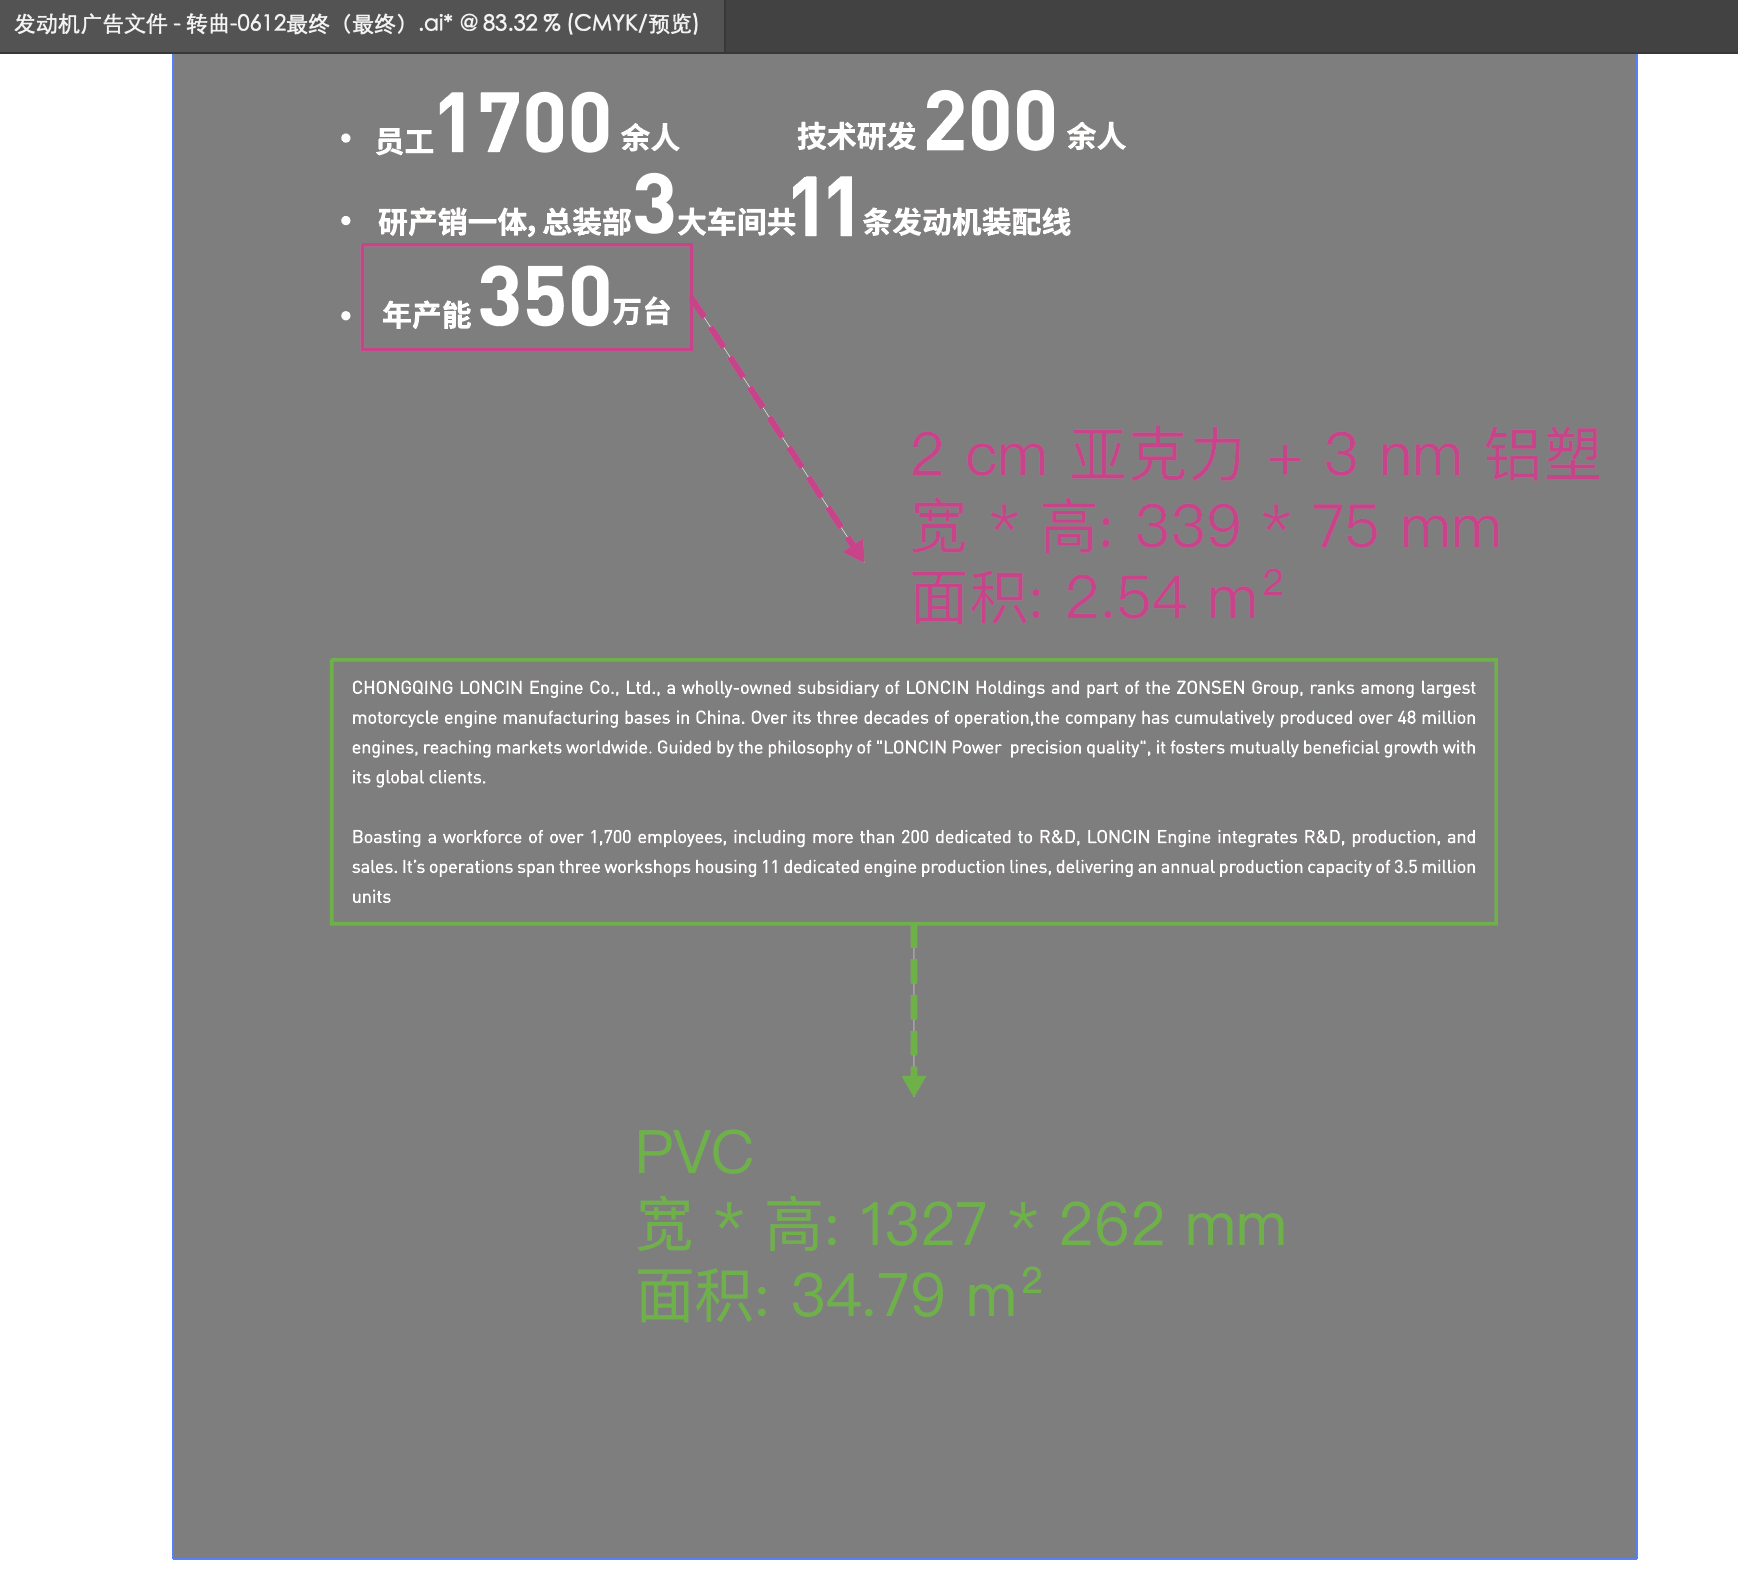 发动机广告文件 - 转曲-0612最终（最终）.ai* @ 83.32 % (CMYK/预览)
• 员工1700余人 技术研发200余人
• 研产销一体,总装部3大车间共11条发动机装配线
• 年产能350万台
2 cm 亚克力 + 3 nm 铝塑
宽 * 高: 339 * 75 mm
面积: 2.54 m²
CHONGQING LONCIN Engine Co., Ltd., a wholly-owned subsidiary of LONCIN Holdings and part of the ZONSEN Group, ranks among largest
motorcycle engine manufacturing bases in China. Over its three decades of operation,the company has cumulatively produced over 48 million
engines, reaching markets worldwide. Guided by the philosophy of "LONCIN Power  precision quality", it fosters mutually beneficial growth with
its global clients.
Boasting a workforce of over 1,700 employees, including more than 200 dedicated to R&D, LONCIN Engine integrates R&D, production, and
sales. It's operations span three workshops housing 11 dedicated engine production lines, delivering an annual production capacity of 3.5 million
units
PVC
宽 * 高: 1327 * 262 mm
面积: 34.79 m²